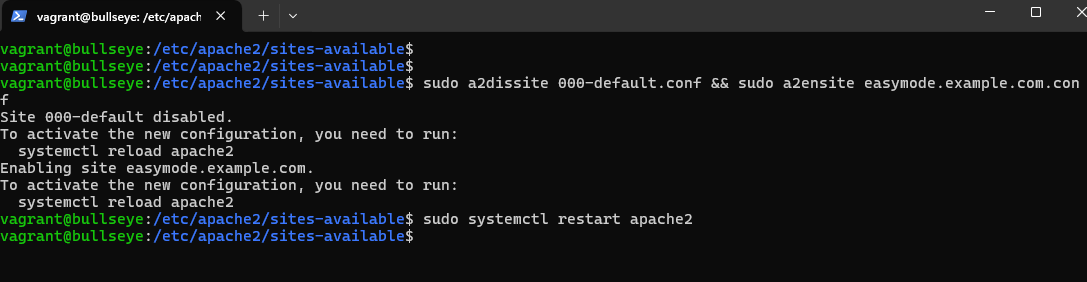 vagrant@bullseye: /etc/apach
vagrant@bullseye:/etc/apache2/sites-available$
vagrant@bullseye:/etc/apache2/sites-available$
vagrant@bullseye:/etc/apache2/sites-available$ sudo a2dissite 000-default.conf && sudo a2ensite easymode.example.com.con
f
Site 000-default disabled.
To activate the new configuration, you need to run:
  systemctl reload apache2
Enabling site easymode.example.com.
To activate the new configuration, you need to run:
  systemctl reload apache2
vagrant@bullseye:/etc/apache2/sites-available$ sudo systemctl restart apache2
vagrant@bullseye:/etc/apache2/sites-available$